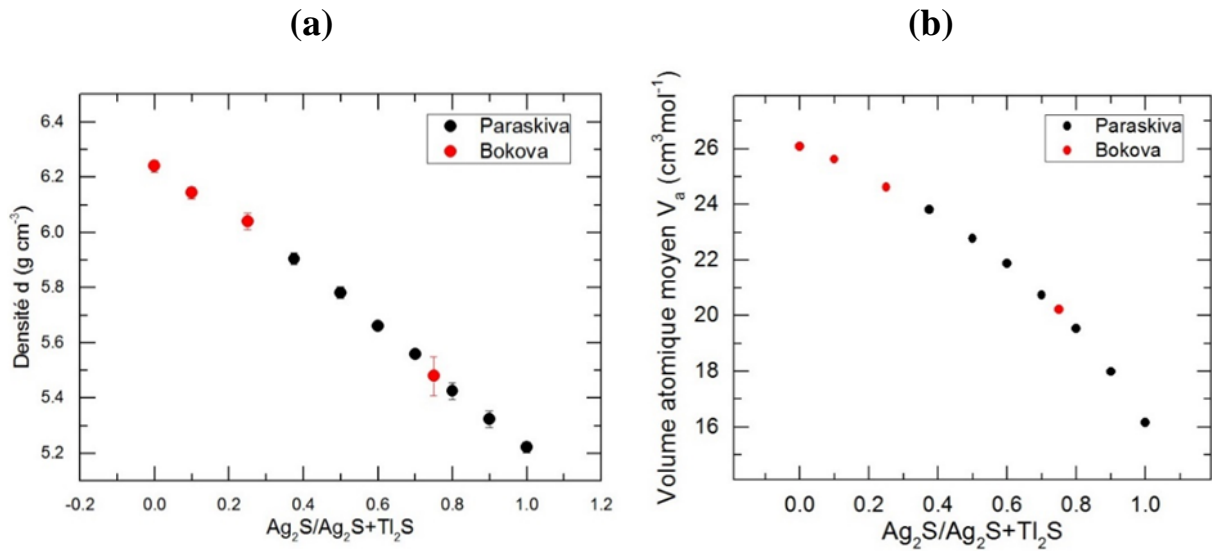 (a)
(b)
Densité d (g cm⁻³)
6.4
6.2
6.0
5.8
5.6
5.4
5.2
Paraskiva
Bokova
-0.2 0.0 0.2 0.4 0.6 0.8 1.0 1.2
Ag₂S/Ag₂S+Tl₂S
Volume atomique moyen Vₐ (cm³mol⁻¹)
26
24
22
20
18
16
Paraskiva
Bokova
0.0 0.2 0.4 0.6 0.8 1.0
Ag₂S/Ag₂S+Tl₂S